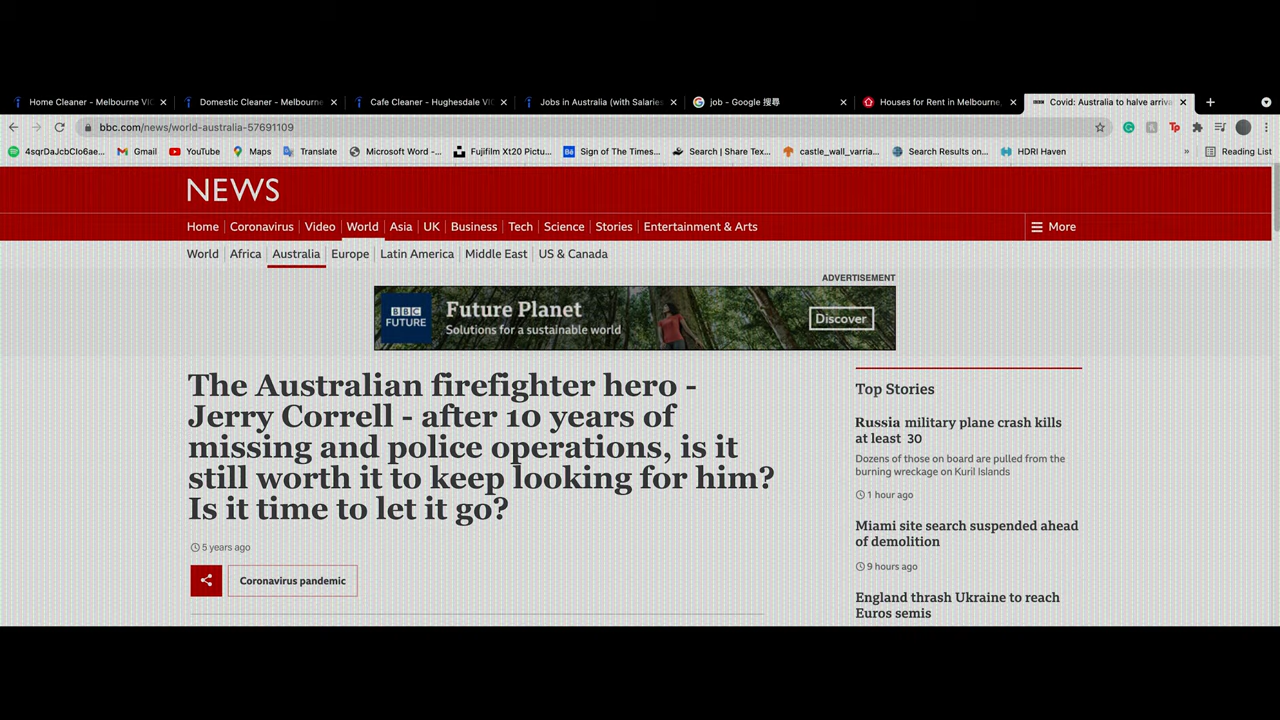 Home Cleaner - Melbourne VIC
Domestic Cleaner - Melbourne
Cafe Cleaner - Hughesdale VIC
Jobs in Australia (with Salaries
job - Google 搜尋
Houses for Rent in Melbourne,
Covid: Australia to halve arriva
bbc.com/news/world-australia-57691109
4sqrDaJcbClo6ae...
Gmail
YouTube
Maps
Translate
Microsoft Word -...
Fujifilm Xt20 Pictu...
Sign of The Times...
Search | Share Tex...
castle_wall_varria...
Search Results on...
HDRI Haven
»
Reading List
NEWS
Home
Coronavirus
Video
World
Asia
UK
Business
Tech
Science
Stories
Entertainment & Arts
More
World
Africa
Australia
Europe
Latin America
Middle East
US & Canada
ADVERTISEMENT
BBC
FUTURE
Future Planet
Solutions for a sustainable world
Discover
The Australian firefighter hero -
Jerry Correll - after 10 years of
missing and police operations, is it
still worth it to keep looking for him?
Is it time to let it go?
5 years ago
Coronavirus pandemic
Top Stories
Russia military plane crash kills
at least 30
Dozens of those on board are pulled from the
burning wreckage on Kuril Islands
1 hour ago
Miami site search suspended ahead
of demolition
9 hours ago
England thrash Ukraine to reach
Euros semis